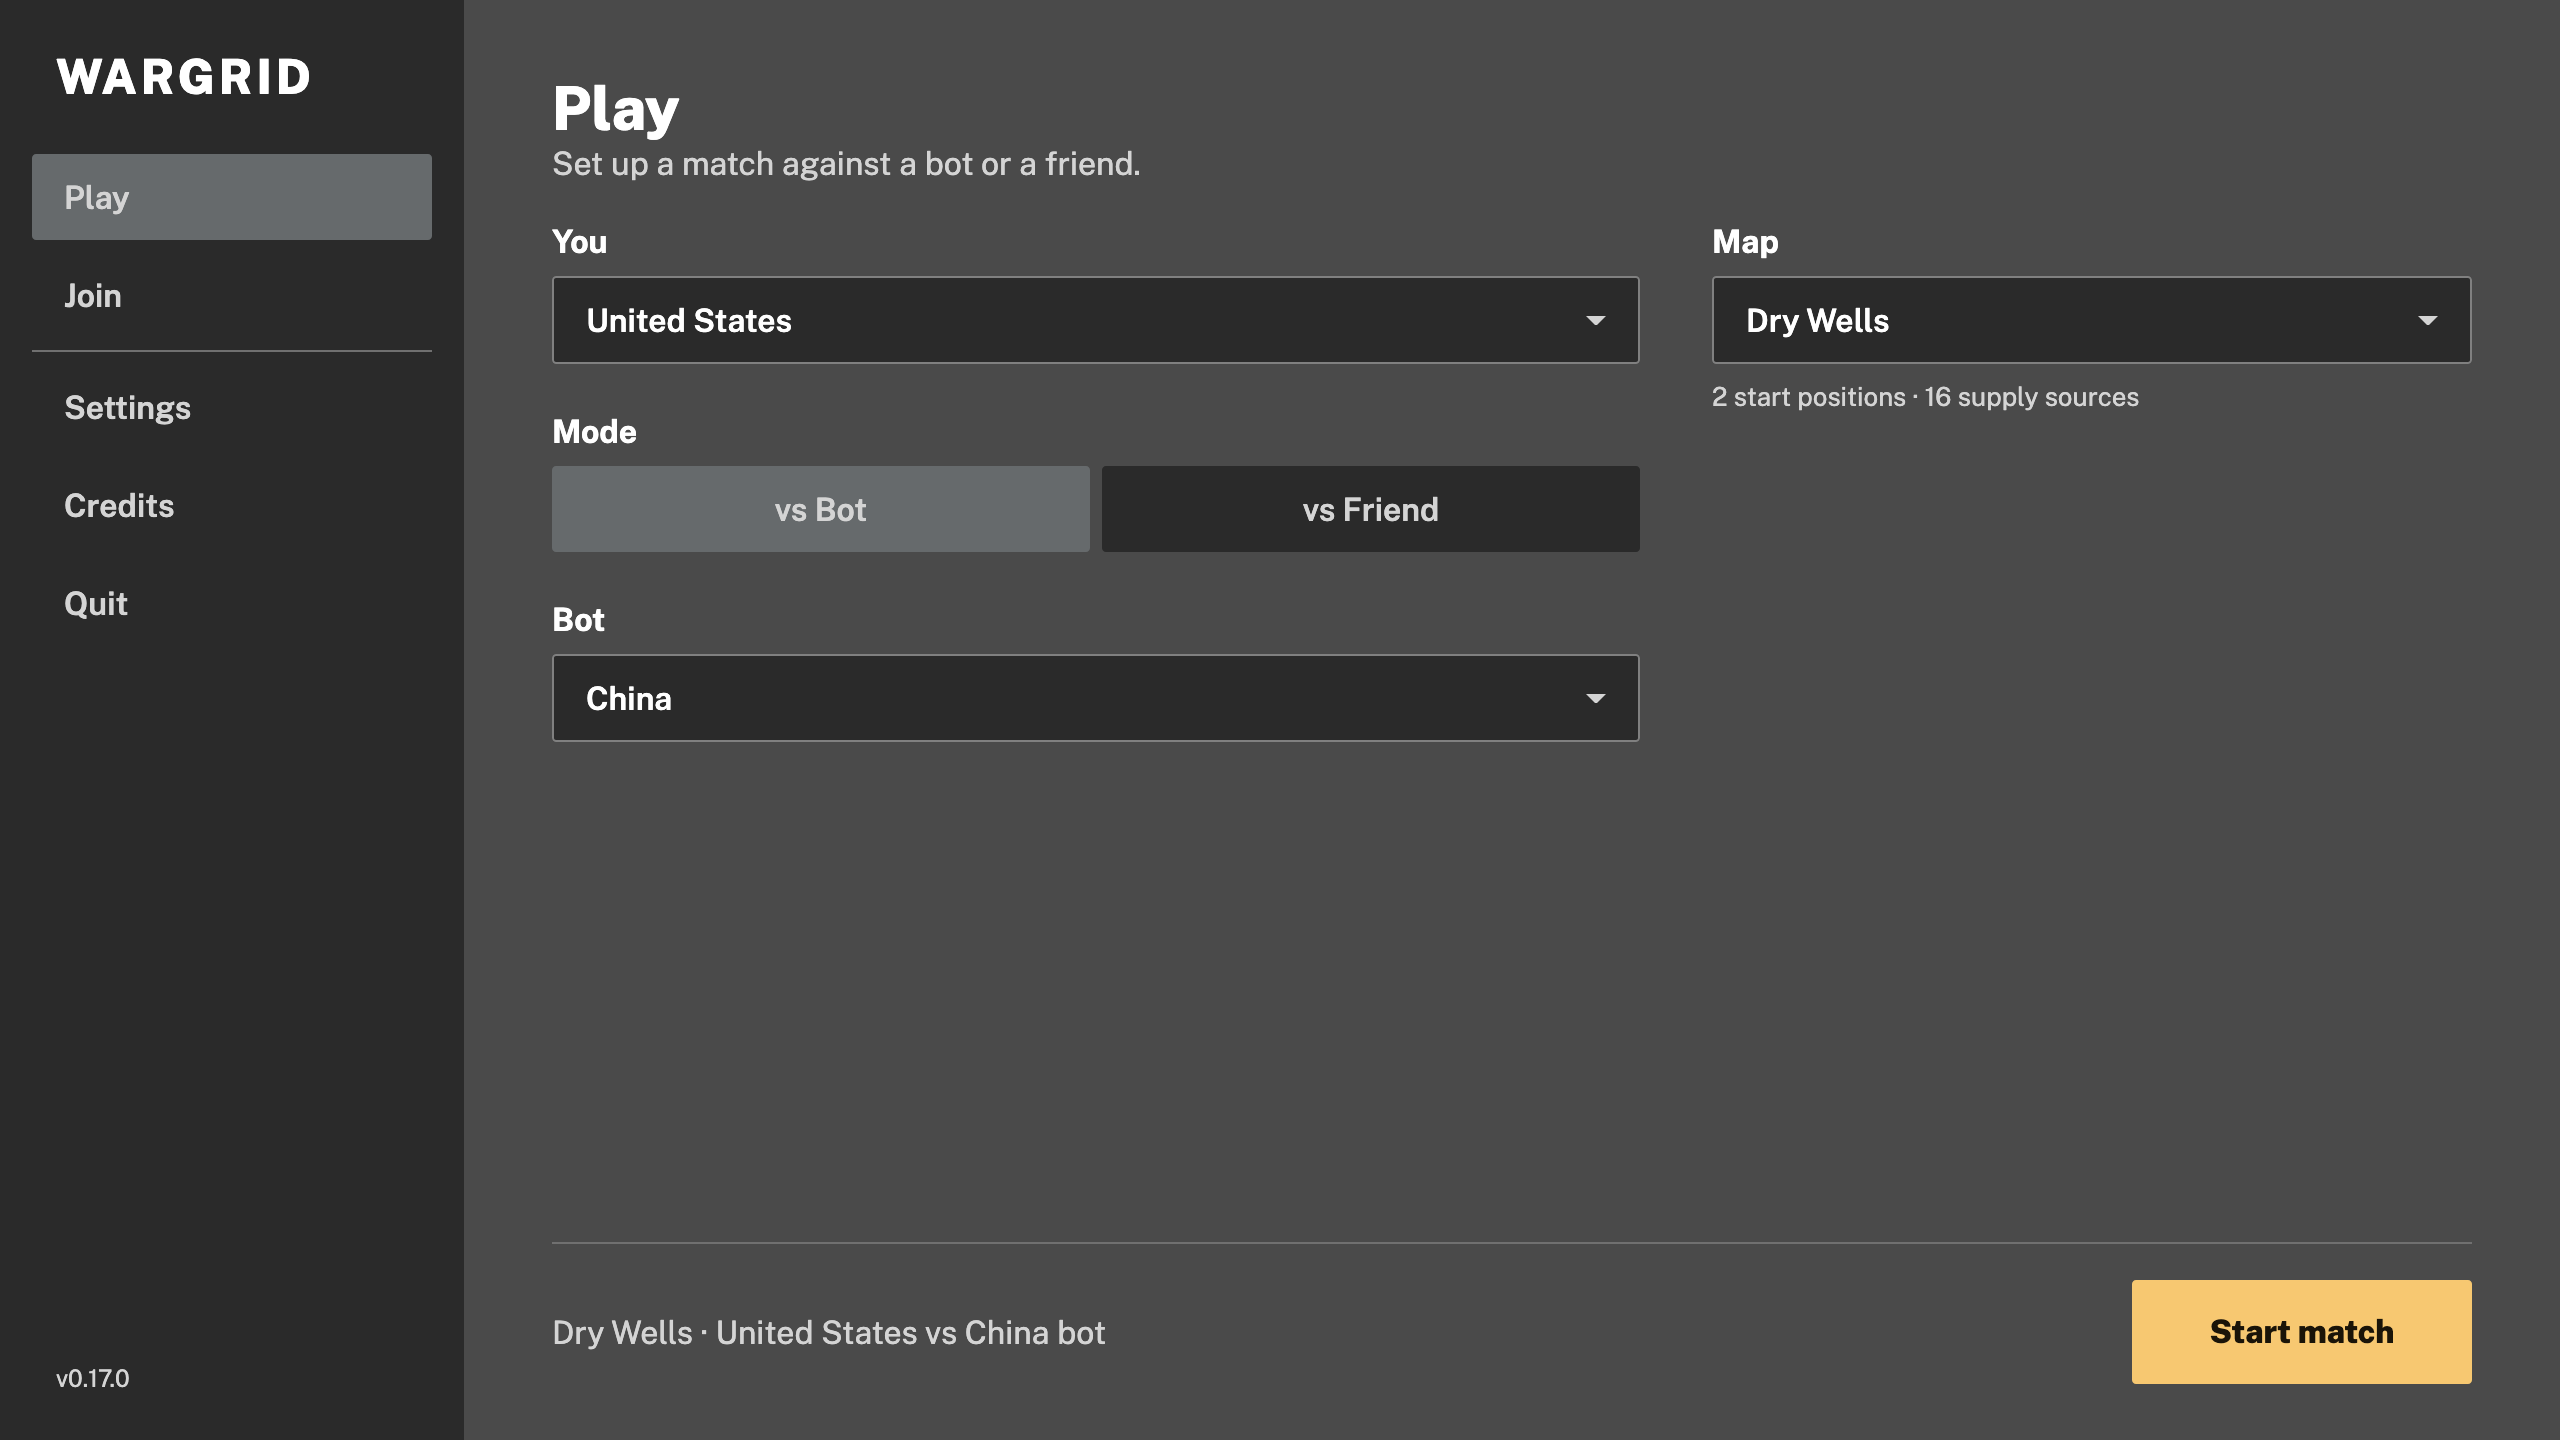 WARGRID
Play
Join
Settings
Credits
Quit
v0.17.0
Play
Set up a match against a bot or a friend.
You
United States
Mode
vs Bot
vs Friend
Bot
China
Map
Dry Wells
2 start positions · 16 supply sources
Dry Wells · United States vs China bot
Start match